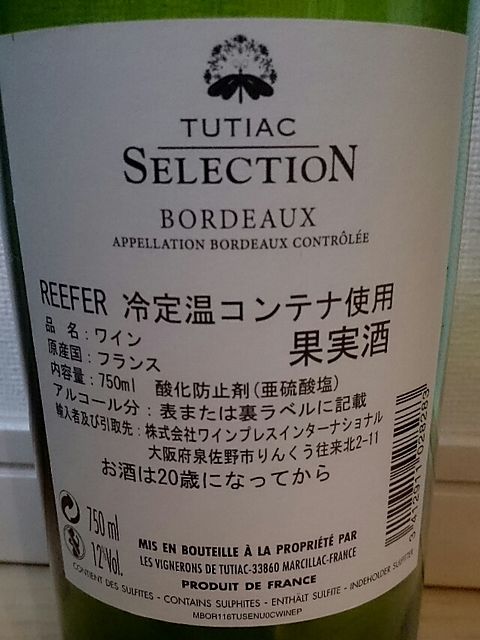 TUTIAC
SELECTION
BORDEAUX
APPELLATION BORDEAUX CONTRÔLÉE
REEFER 冷定温コンテナ使用
品 名：ワイン
果実酒
原産国：フランス
内容量：750ml 酸化防止剤(亜硫酸塩)
アルコール分：表または裏ラベルに記載
輸入者及び引取先：株式会社ワインプレスインターナショナル
大阪府泉佐野市りんくう往来北2-11
お酒は20歳になってから
750 ml
12%Vol.
MIS EN BOUTEILLE À LA PROPRIÉTÉ PAR
LES VIGNERONS DE TUTIAC-33860 MARCILLAC-FRANCE
PRODUIT DE FRANCE
CONTIENT DES SULFITES - CONTAINS SULPHITES - ENTHÄLT SULFITE - INDEHOLDER SULFITTER
MBOR116TUSENU0CWINEP
3 412911 028283